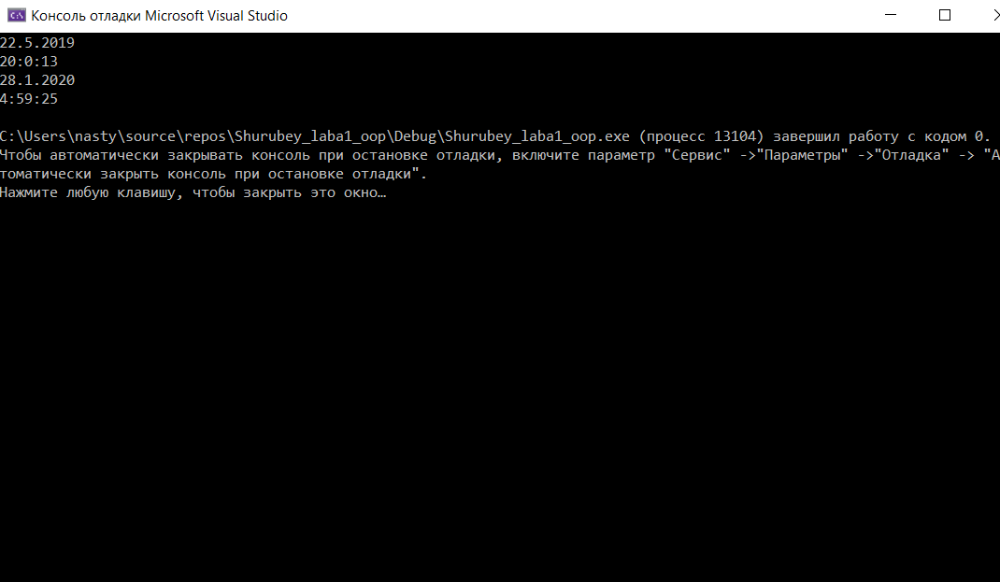 Консоль отладки Microsoft Visual Studio
22.5.2019
20:0:13
28.1.2020
4:59:25
C:\Users\nasty\source\repos\Shurubey_laba1_oop\Debug\Shurubey_laba1_oop.exe (процесс 13104) завершил работу с кодом 0.
Чтобы автоматически закрывать консоль при остановке отладки, включите параметр "Сервис" ->"Параметры" ->"Отладка" -> "А
томатически закрыть консоль при остановке отладки".
Нажмите любую клавишу, чтобы закрыть это окно…